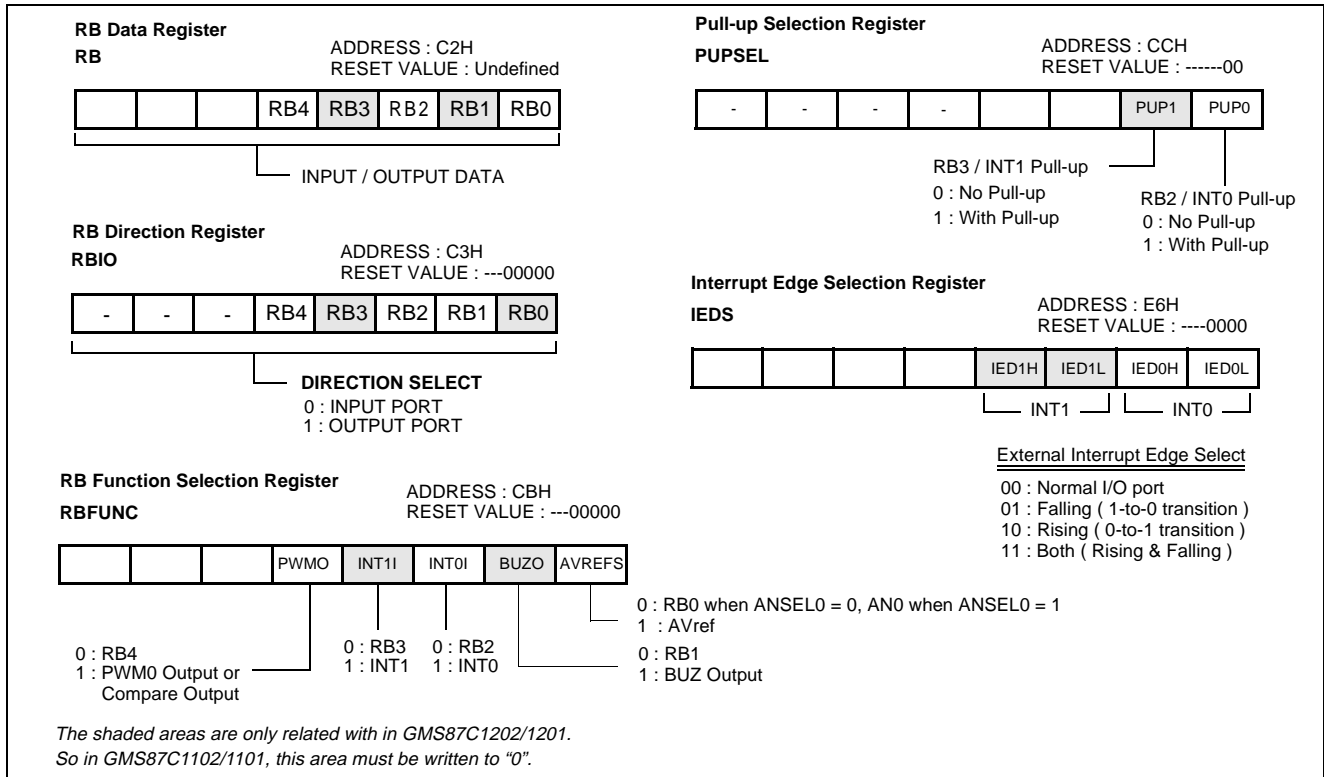 RB Data Register
RB
ADDRESS : C2H
RESET VALUE : Undefined
RB4 RB3 RB2 RB1 RB0
INPUT / OUTPUT DATA
RB Direction Register
RBIO
ADDRESS : C3H
RESET VALUE : ---00000
- - - RB4 RB3 RB2 RB1 RB0
DIRECTION SELECT
0 : INPUT PORT
1 : OUTPUT PORT
RB Function Selection Register
RBFUNC
ADDRESS : CBH
RESET VALUE : ---00000
PWMO INT1I INT0I BUZO AVREFS
0 : RB4
1 : PWM0 Output or
Compare Output
0 : RB3
1 : INT1
0 : RB2
1 : INT0
0 : RB0 when ANSEL0 = 0, AN0 when ANSEL0 = 1
1 : AVref
0 : RB1
1 : BUZ Output
Pull-up Selection Register
PUPSEL
ADDRESS : CCH
RESET VALUE : ------00
- - - - PUP1 PUP0
RB3 / INT1 Pull-up
0 : No Pull-up
1 : With Pull-up
RB2 / INT0 Pull-up
0 : No Pull-up
1 : With Pull-up
Interrupt Edge Selection Register
IEDS
ADDRESS : E6H
RESET VALUE : ----0000
IED1H IED1L IED0H IED0L
INT1 INT0
External Interrupt Edge Select
00 : Normal I/O port
01 : Falling ( 1-to-0 transition )
10 : Rising ( 0-to-1 transition )
11 : Both ( Rising & Falling )
The shaded areas are only related with in GMS87C1202/1201.
So in GMS87C1102/1101, this area must be written to “0”.